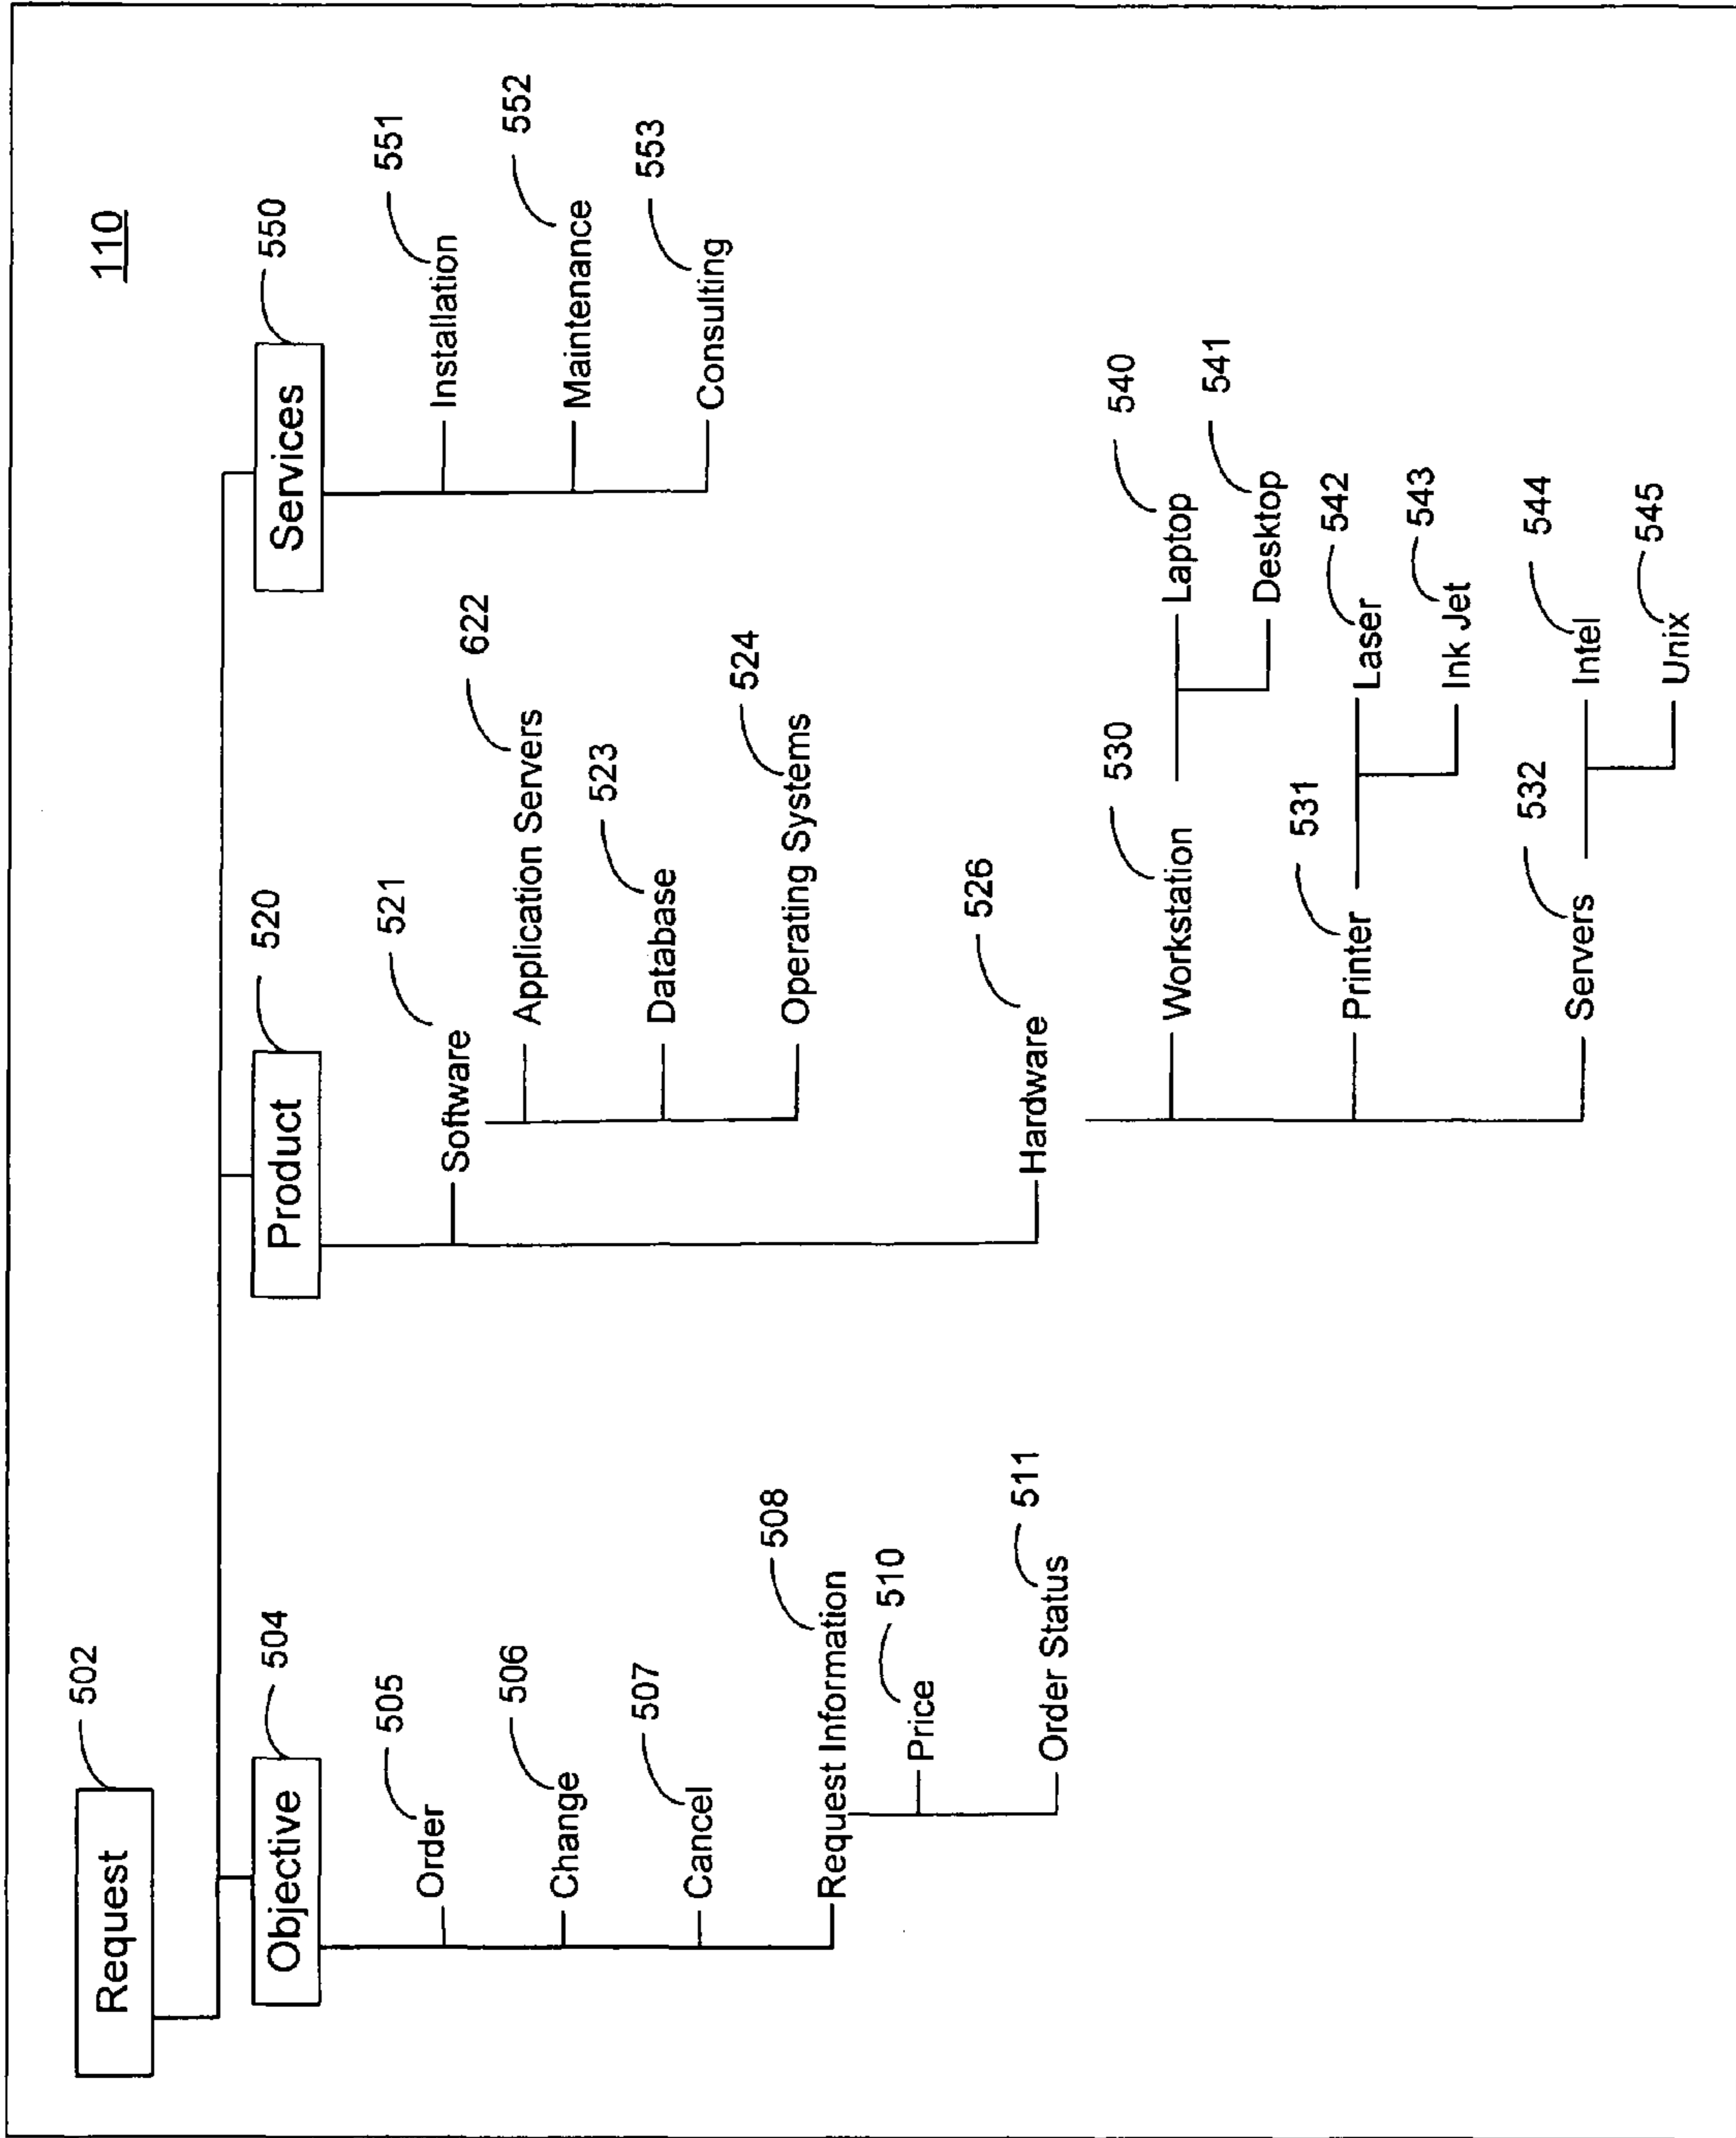 110
Request
502
Objective
504
Order
505
Change
506
Cancel
507
Request Information
508
Price
510
Order Status
511
Product
520
Software
521
Application Servers
622
Database
523
Operating Systems
524
Hardware
526
Workstation
530
Laptop
540
Desktop
541
Printer
531
Laser
542
Ink Jet
543
Servers
532
Intel
544
Unix
545
Services
550
Installation
551
Maintenance
552
Consulting
553